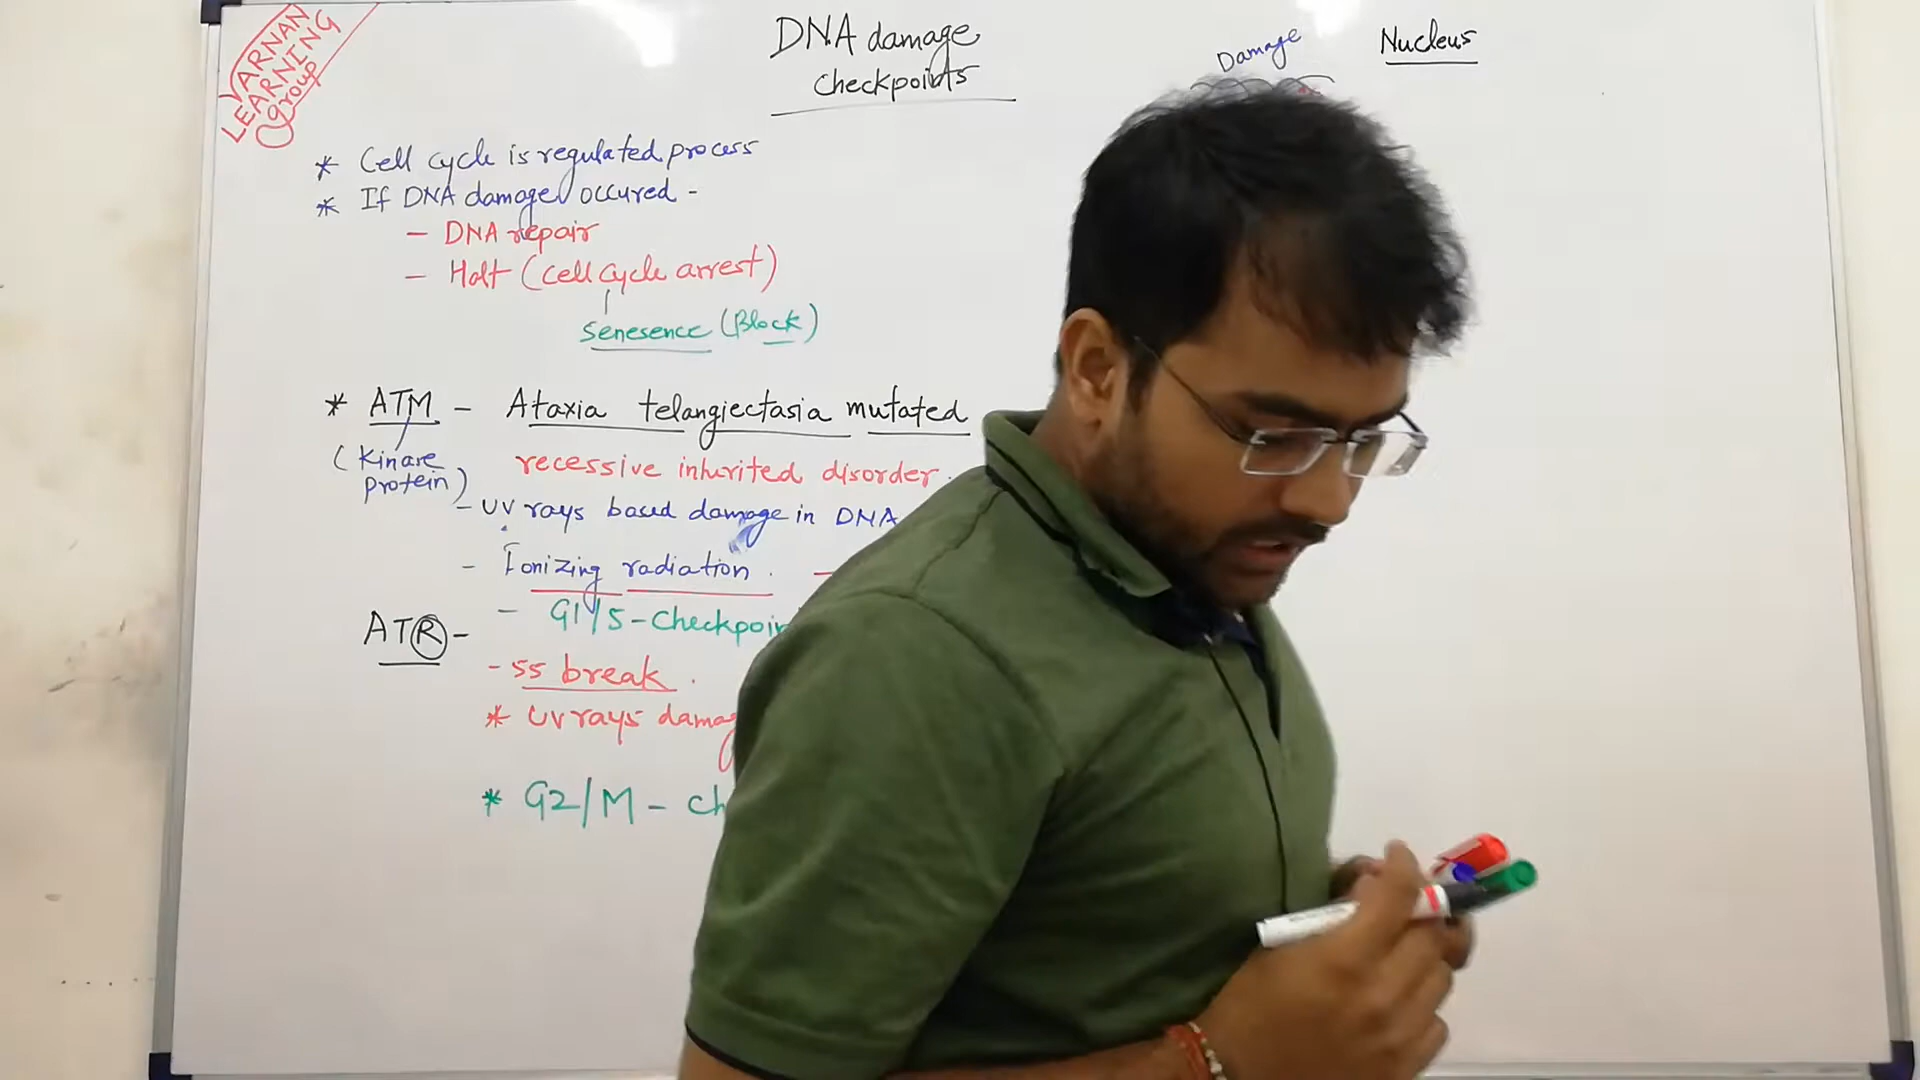 VARNAN
LEARNING
Group
DNA damage
checkpoints
Damage
Nucleus
* Cell cycle is regulated process
* If DNA damage occured -
- DNA repair
- Halt (cell cycle arrest)
Senesence (Block)
* ATM - Ataxia telangiectasia mutated
(Kinase
protein)
recessive inherited disorder.
- UV rays based damage in DNA
- Ionizing radiation.
- G1/S - Checkpoin
ATR -
- SS break.
* UV rays damag
* G2/M - ch